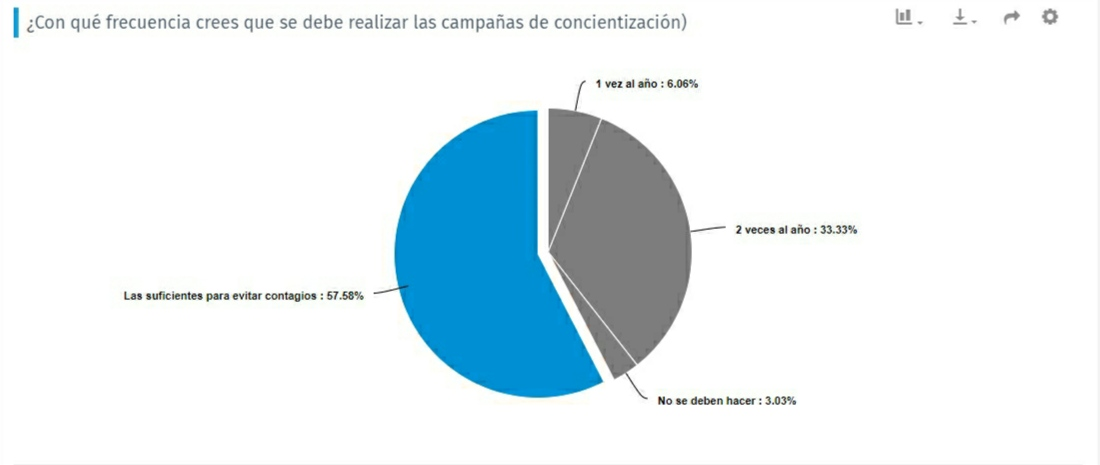 ¿Con qué frecuencia crees que se debe realizar las campañas de concientización)
1 vez al año : 6.06%
2 veces al año : 33.33%
Las suficientes para evitar contagios : 57.58%
No se deben hacer : 3.03%